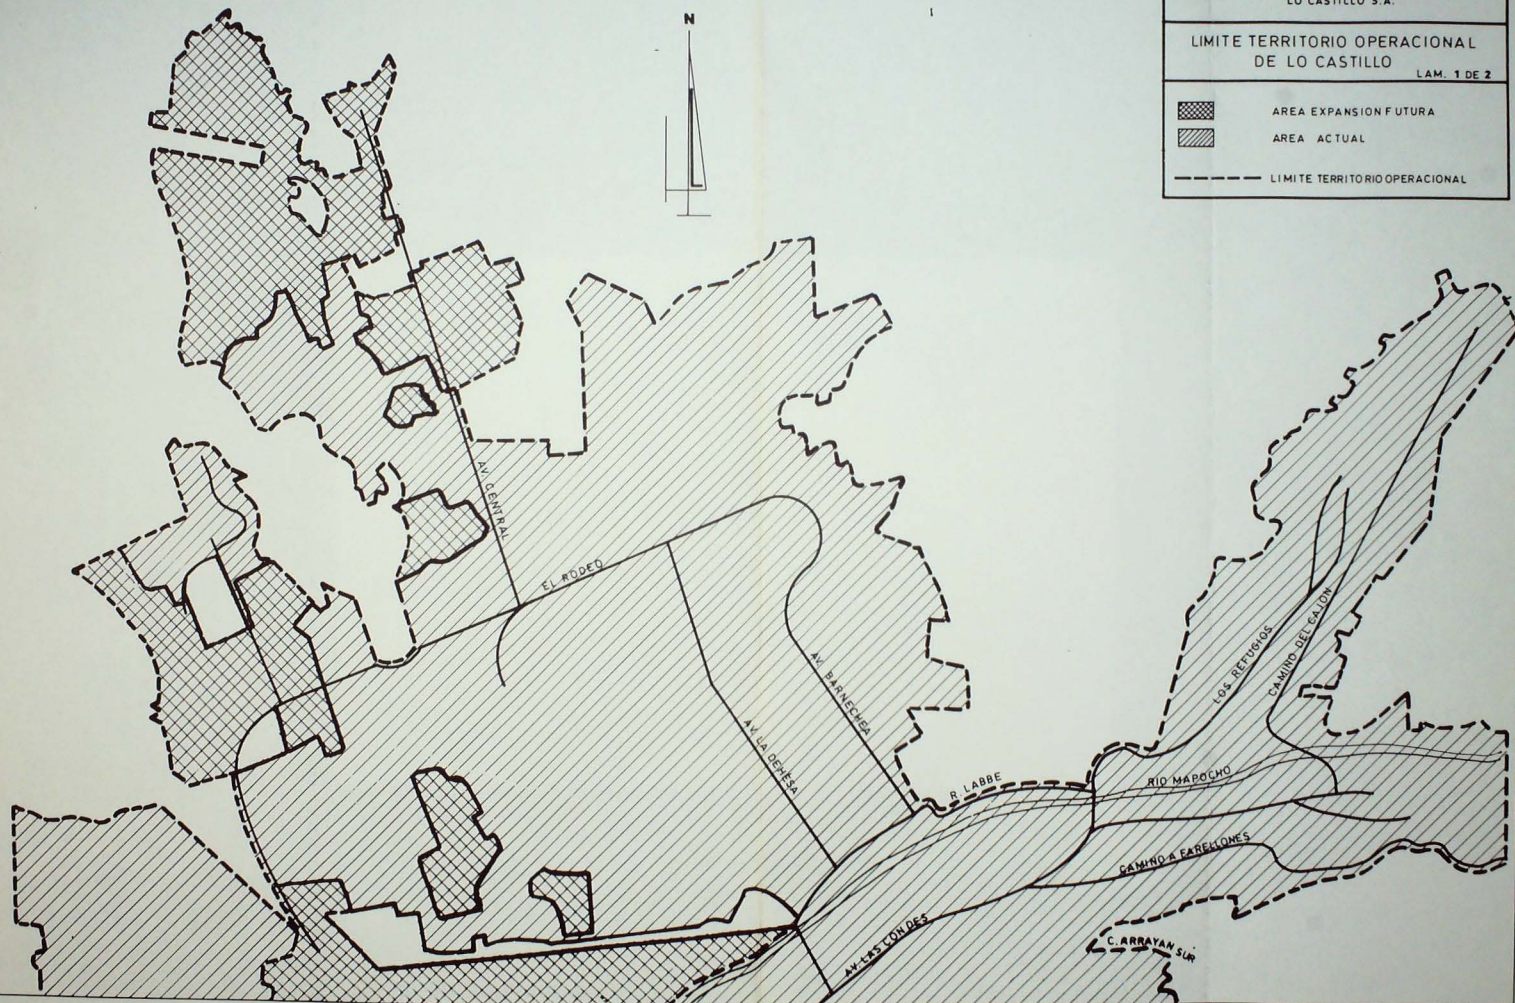 LO CASTILLO S.A.
LIMITE TERRITORIO OPERACIONAL
DE LO CASTILLO
LAM. 1 DE 2
AREA EXPANSION FUTURA
AREA ACTUAL
LIMITE TERRITORIO OPERACIONAL
N
AV. CENTRAL
EL RODEO
AV. BARNECHEA
AV. LA DEHESA
R. LABBE
RIO MAPOCHO
LOS REFUGIOS
CAMINO DEL CAJON
CAMINO A FARELLONES
AV. LAS CONDES
C. ARRAYAN
SUR